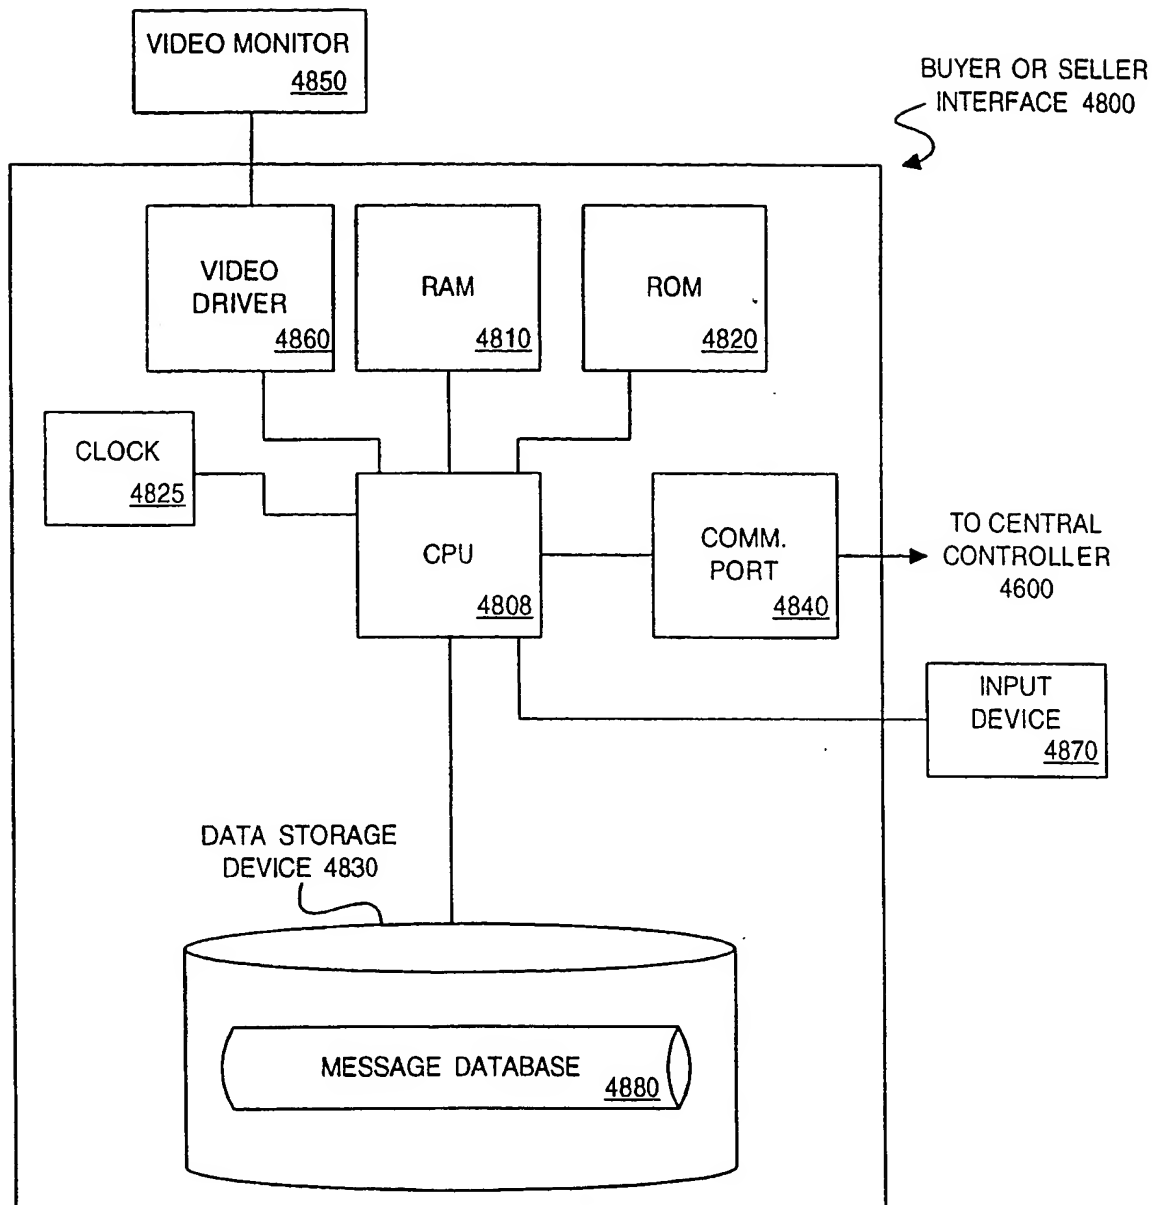 VIDEO MONITOR
4850
BUYER OR SELLER
INTERFACE 4800
VIDEO
DRIVER
4860
RAM
4810
ROM
4820
CLOCK
4825
CPU
4808
COMM.
PORT
4840
TO CENTRAL
CONTROLLER
4600
INPUT
DEVICE
4870
DATA STORAGE
DEVICE 4830
MESSAGE DATABASE
4880